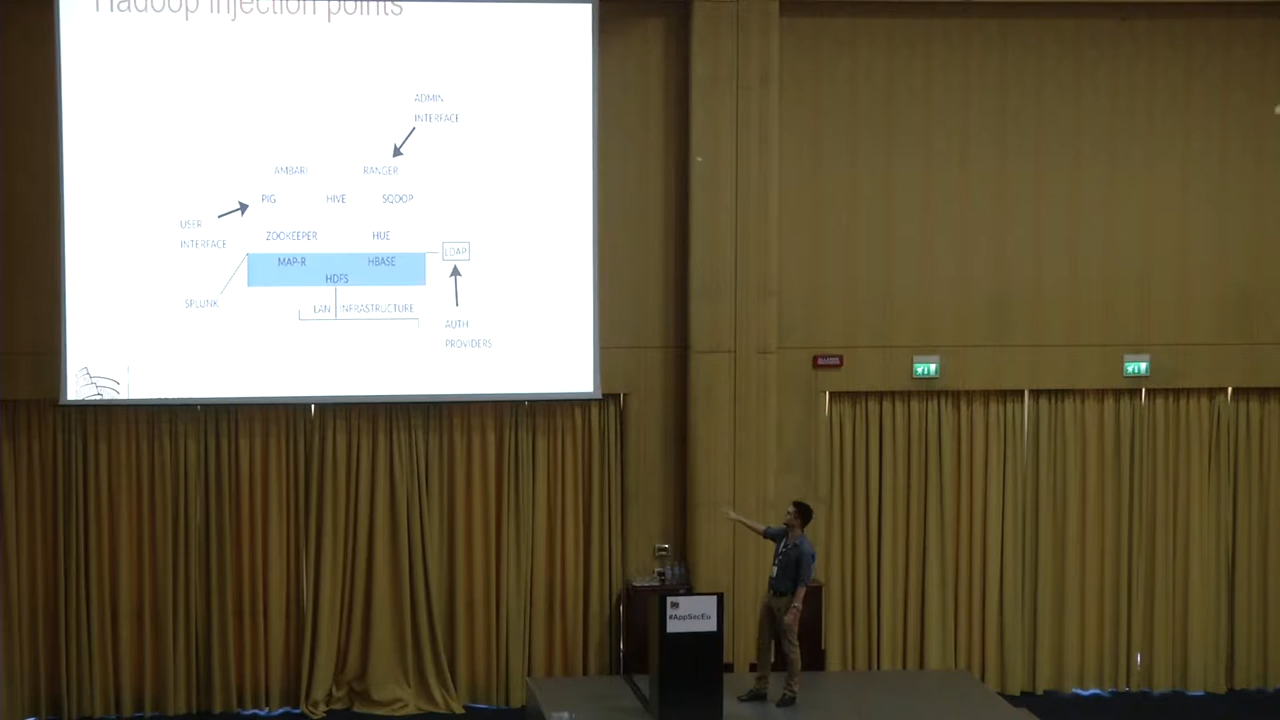 Hadoop injection points
ADMIN
INTERFACE
AMBARI
RANGER
PIG
HIVE
SQOOP
USER
INTERFACE
ZOOKEEPER
HUE
LDAP
MAP-R
HBASE
HDFS
SPLUNK
LAN INFRASTRUCTURE
AUTH
PROVIDERS
#AppSecEu